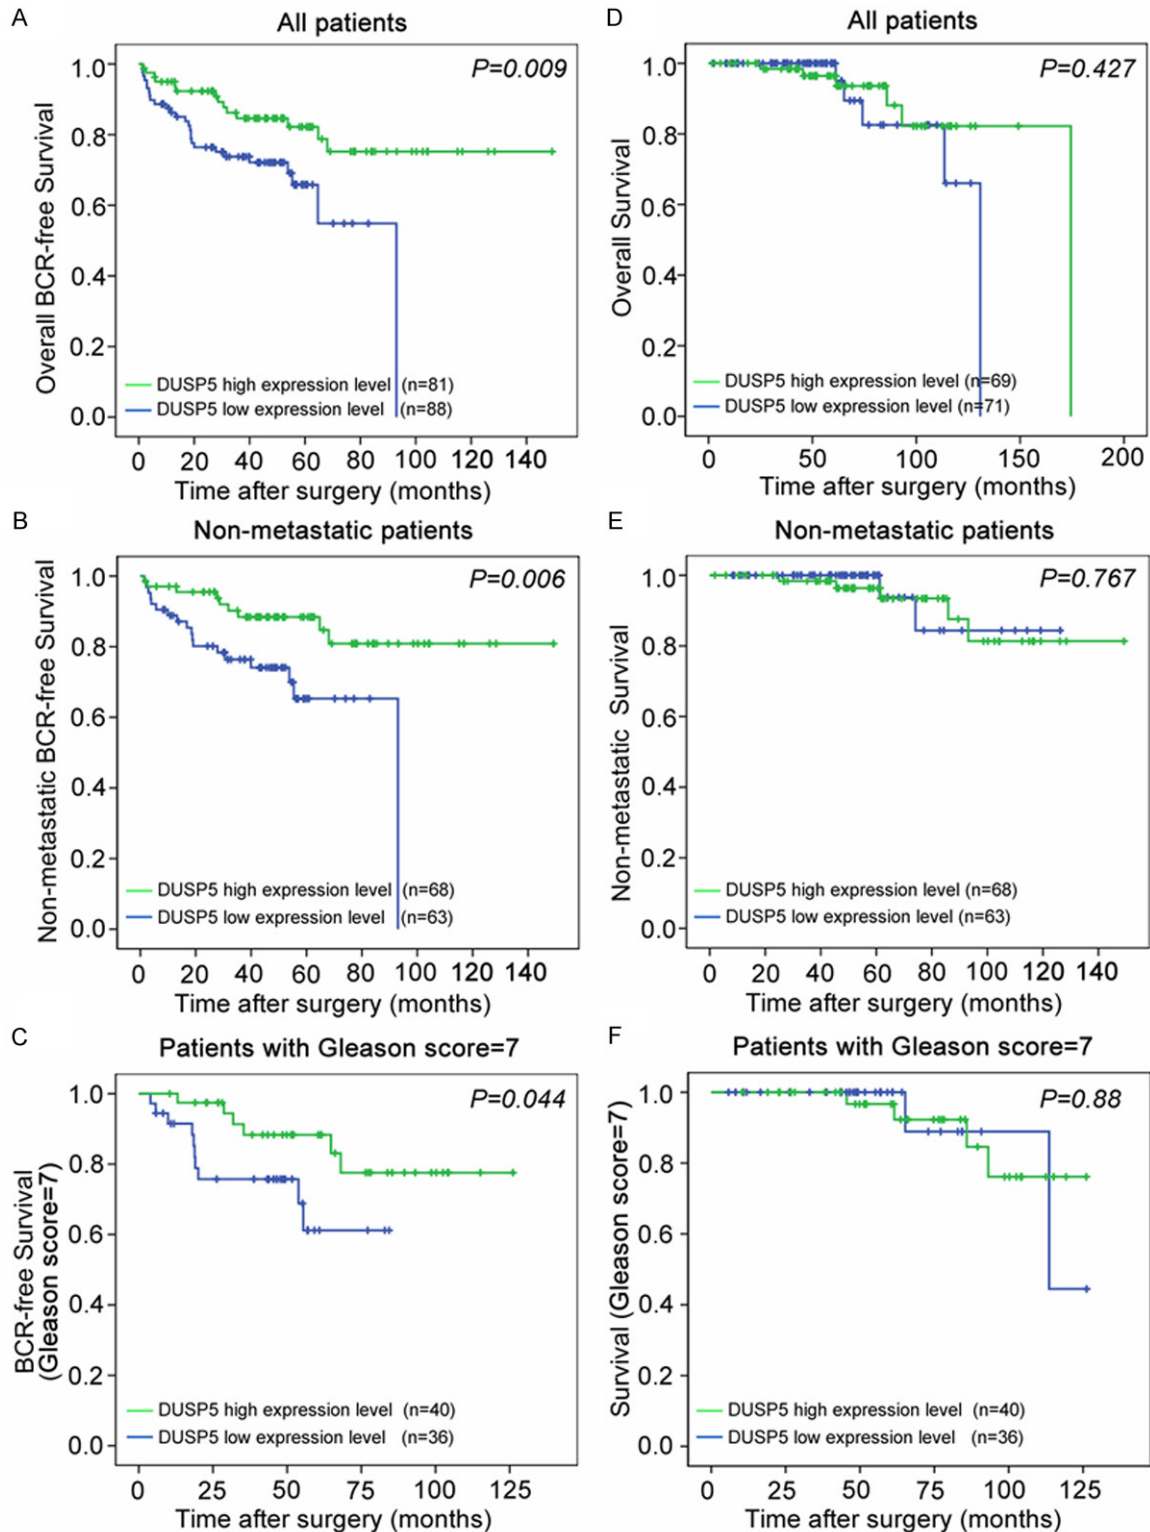 A
All patients
P=0.009
Overall BCR-free Survival
1.0
0.8
0.6
0.4
0.2
0.0
DUSP5 high expression level (n=81)
DUSP5 low expression level (n=88)
0 20 40 60 80 100 120 140
Time after surgery (months)
D
All patients
P=0.427
Overall Survival
1.0
0.8
0.6
0.4
0.2
0.0
DUSP5 high expression level (n=69)
DUSP5 low expression level (n=71)
0 50 100 150 200
Time after surgery (months)
B
Non-metastatic patients
P=0.006
Non-metastatic BCR-free Survival
1.0
0.8
0.6
0.4
0.2
0.0
DUSP5 high expression level (n=68)
DUSP5 low expression level (n=63)
0 20 40 60 80 100 120 140
Time after surgery (months)
E
Non-metastatic patients
P=0.767
Non-metastatic Survival
1.0
0.8
0.6
0.4
0.2
0.0
DUSP5 high expression level (n=68)
DUSP5 low expression level (n=63)
0 20 40 60 80 100 120 140
Time after surgery (months)
C
Patients with Gleason score=7
P=0.044
BCR-free Survival
(Gleason score=7)
1.0
0.8
0.6
0.4
0.2
0.0
DUSP5 high expression level (n=40)
DUSP5 low expression level (n=36)
0 25 50 75 100 125
Time after surgery (months)
F
Patients with Gleason score=7
P=0.88
Survival (Gleason score=7)
1.0
0.8
0.6
0.4
0.2
0.0
DUSP5 high expression level (n=40)
DUSP5 low expression level (n=36)
0 25 50 75 100 125
Time after surgery (months)